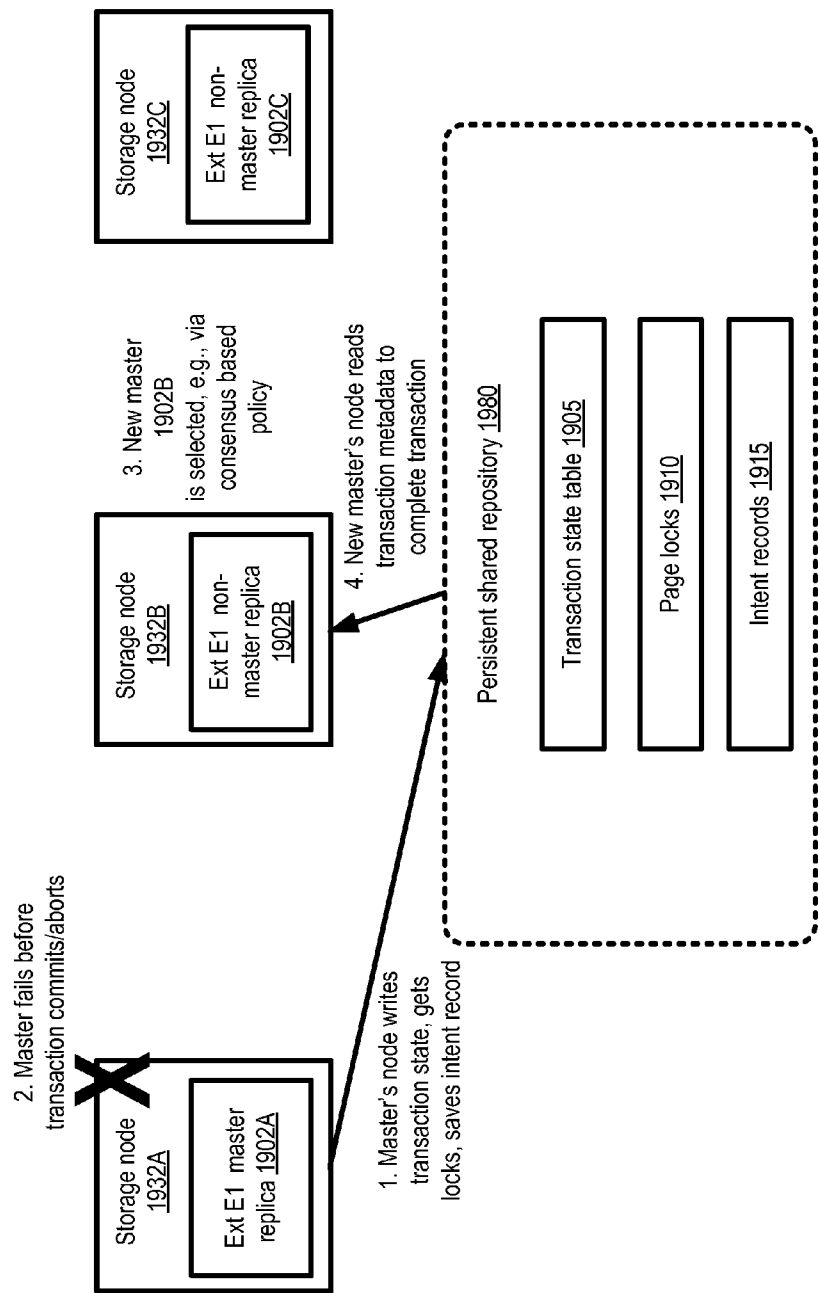 2. Master fails before
transaction commits/aborts
Storage node
1932A
Ext E1 master
replica 1902A
Storage node
1932B
Ext E1 non-
master replica
1902B
3. New master
1902B
is selected, e.g., via
consensus based
policy
Storage node
1932C
Ext E1 non-
master replica
1902C
1. Master's node writes
transaction state, gets
locks, saves intent record
4. New master's node reads
transaction metadata to
complete transaction
Persistent shared repository 1980
Transaction state table 1905
Page locks 1910
Intent records 1915